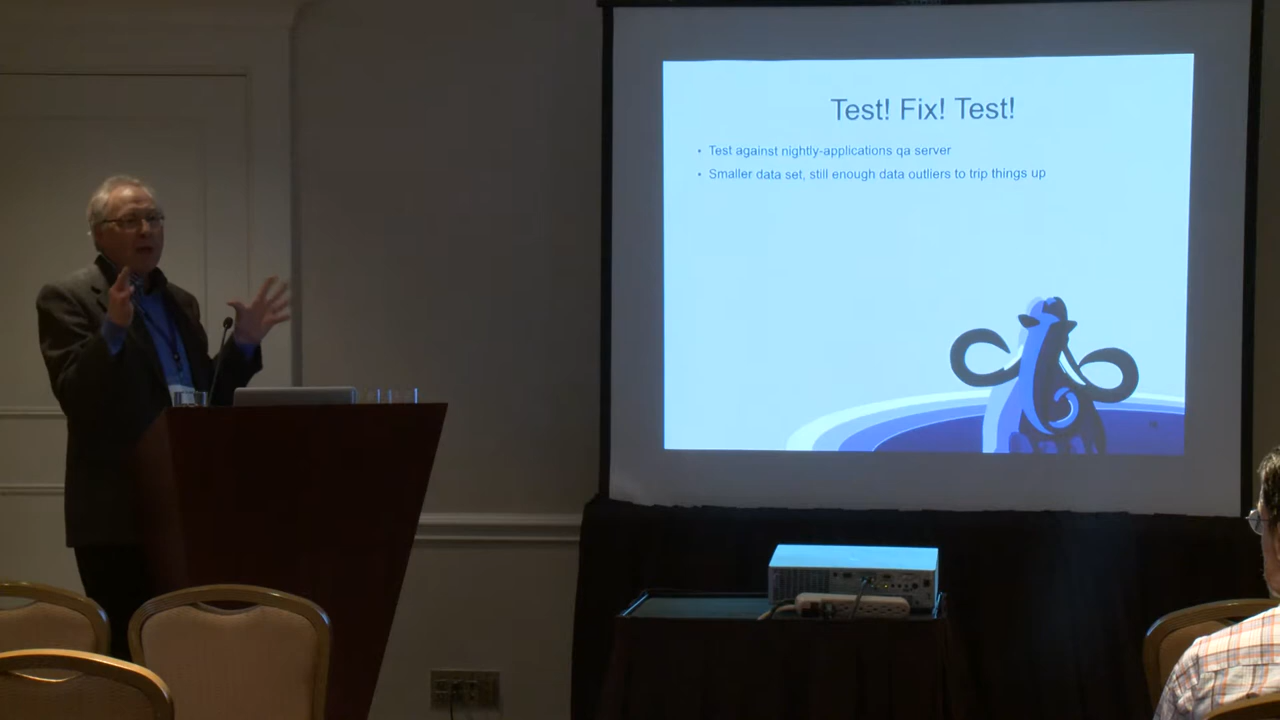 Test! Fix! Test!
• Test against nightly-applications qa server
• Smaller data set, still enough data outliers to trip things up